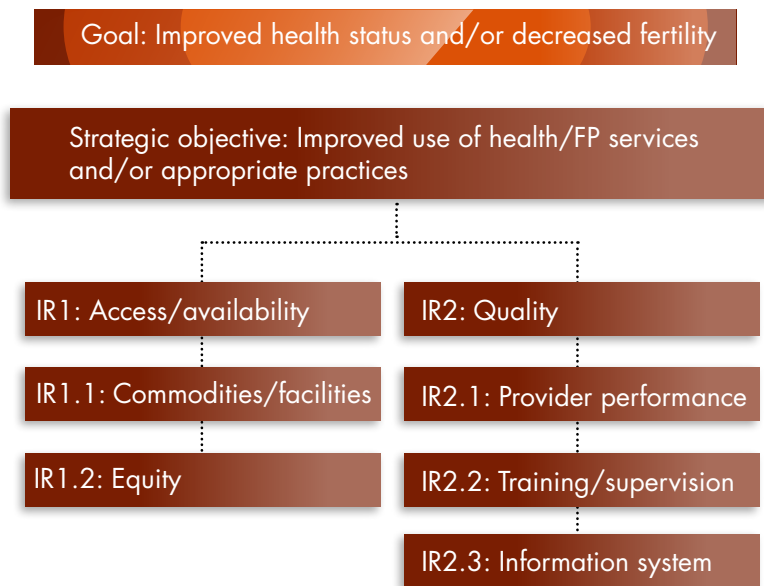 Goal: Improved health status and/or decreased fertility
Strategic objective: Improved use of health/FP services
and/or appropriate practices
IR1: Access/availability
IR1.1: Commodities/facilities
IR1.2: Equity
IR2: Quality
IR2.1: Provider performance
IR2.2: Training/supervision
IR2.3: Information system